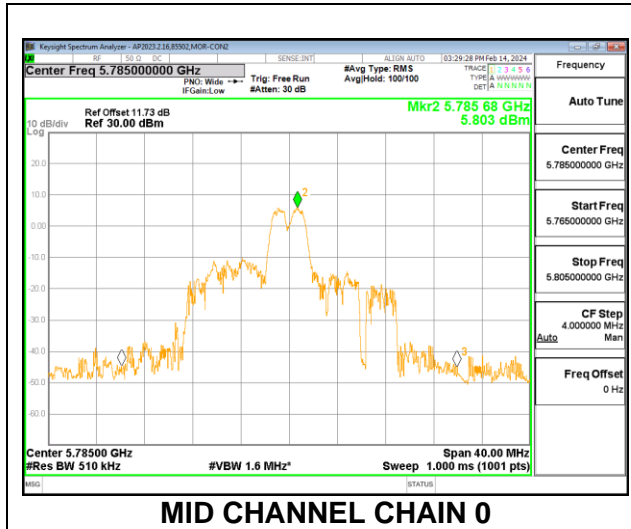 Keysight Spectrum Analyzer - AP2023.2.16,85502,MOR-CON2
RF 50 Ω DC SENSE:INT ALIGN AUTO 03:29:28 PM Feb 14, 2024
Center Freq 5.785000000 GHz
PNO: Wide
IFGain:Low
Trig: Free Run
#Atten: 30 dB
#Avg Type: RMS
Avg|Hold: 100/100
TRACE 1 2 3 4 5 6
TYPE A WWWWW
DET A N N N N N
Ref Offset 11.73 dB
Ref 30.00 dBm
10 dB/div
Log
Mkr2 5.785 68 GHz
5.803 dBm
20.0
10.0
0.00
-10.0
-20.0
-30.0
-40.0
-50.0
-60.0
2
3
Center 5.78500 GHz
#Res BW 510 kHz
#VBW 1.6 MHz*
Span 40.00 MHz
Sweep 1.000 ms (1001 pts)
MSG
STATUS
Frequency
Auto Tune
Center Freq
5.785000000 GHz
Start Freq
5.765000000 GHz
Stop Freq
5.805000000 GHz
CF Step
4.000000 MHz
Auto Man
Freq Offset
0 Hz
MID CHANNEL CHAIN 0